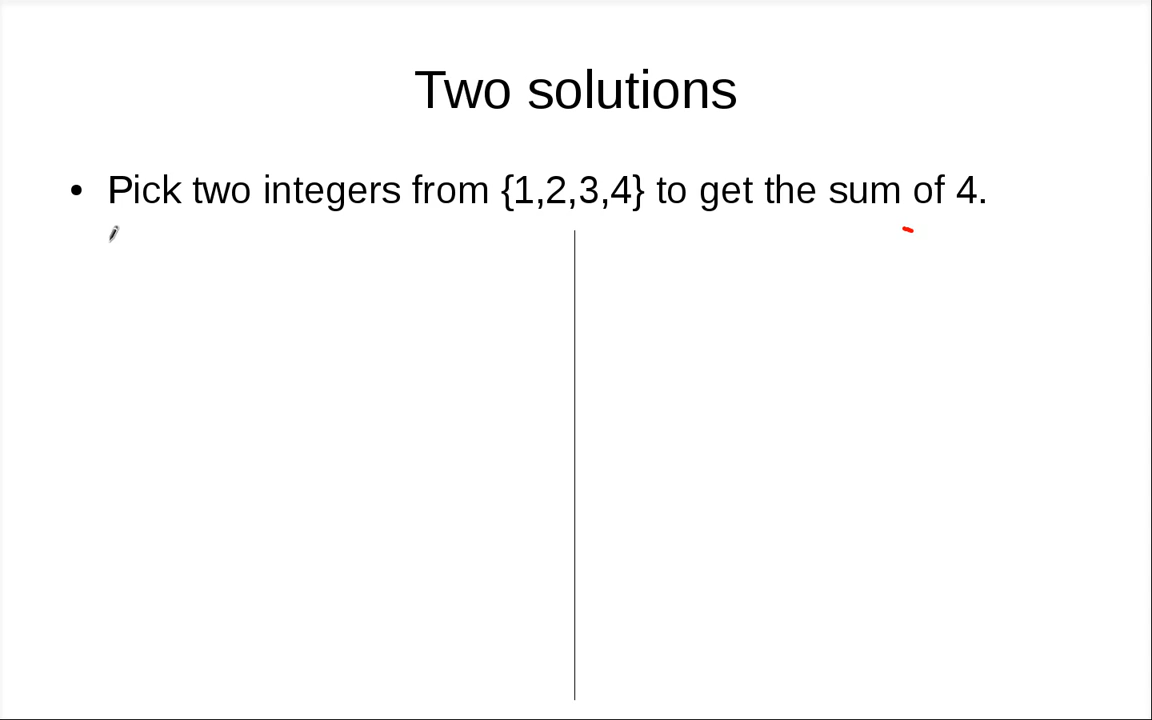 Two solutions
• Pick two integers from {1,2,3,4} to get the sum of 4.